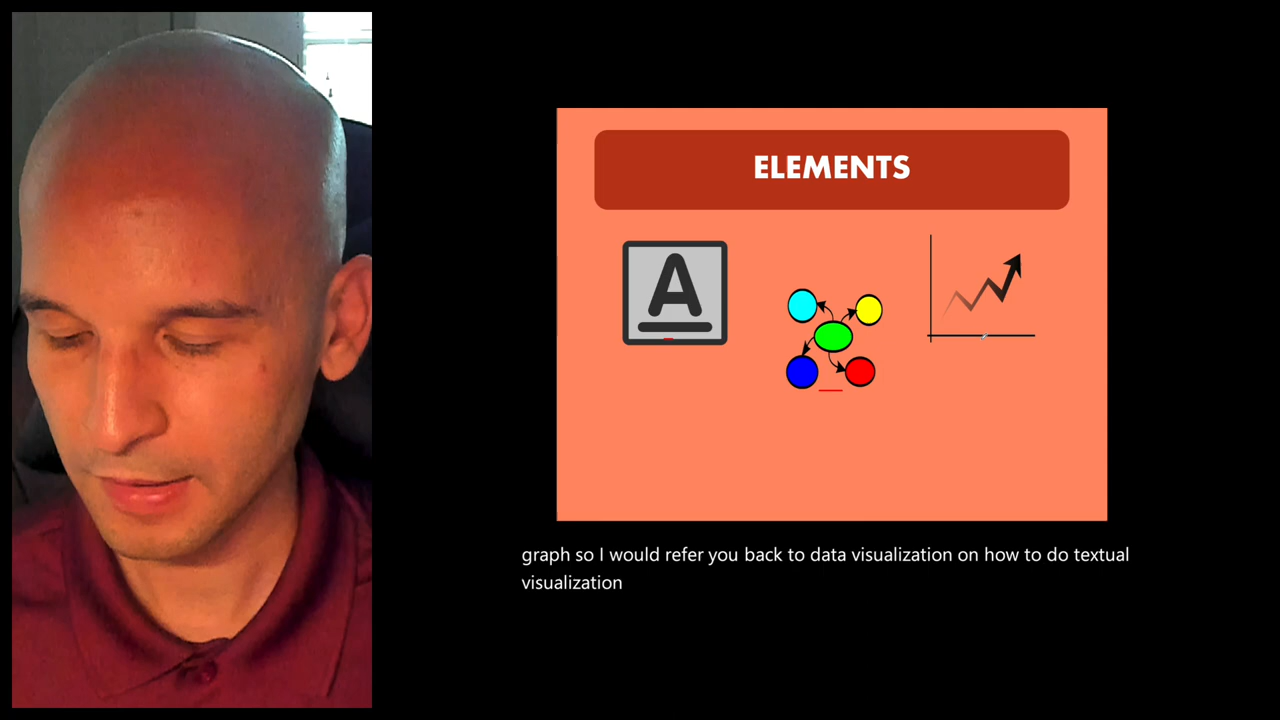 ELEMENTS
A
graph so I would refer you back to data visualization on how to do textual
visualization